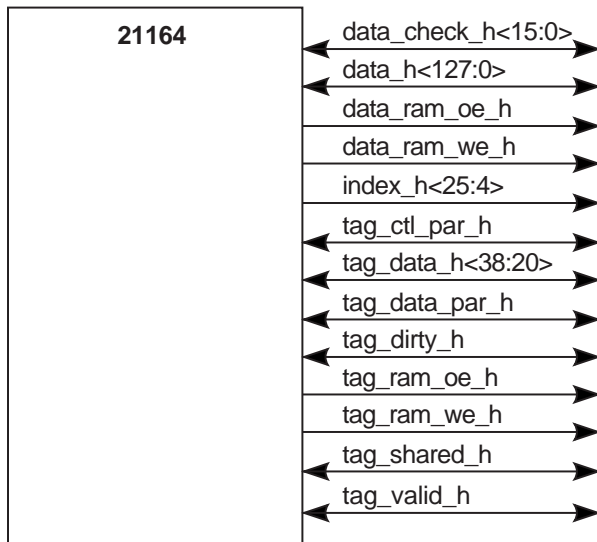 21164
data_check_h<15:0>
data_h<127:0>
data_ram_oe_h
data_ram_we_h
index_h<25:4>
tag_ctl_par_h
tag_data_h<38:20>
tag_data_par_h
tag_dirty_h
tag_ram_oe_h
tag_ram_we_h
tag_shared_h
tag_valid_h